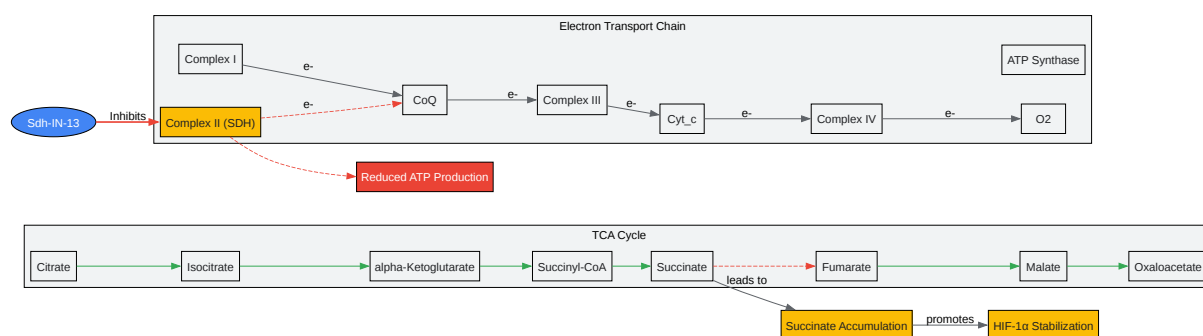 Electron Transport Chain
Complex I
ATP Synthase
e-
e-
CoQ
e-
Complex III
e-
Sdh-IN-13
Inhibits
Complex II (SDH)
Cyt_c
e-
Complex IV
e-
O2
Reduced ATP Production
TCA Cycle
Citrate
Isocitrate
alpha-Ketoglutarate
Succinyl-CoA
Succinate
Fumarate
Malate
Oxaloacetate
leads to
Succinate Accumulation
promotes
HIF-1α Stabilization